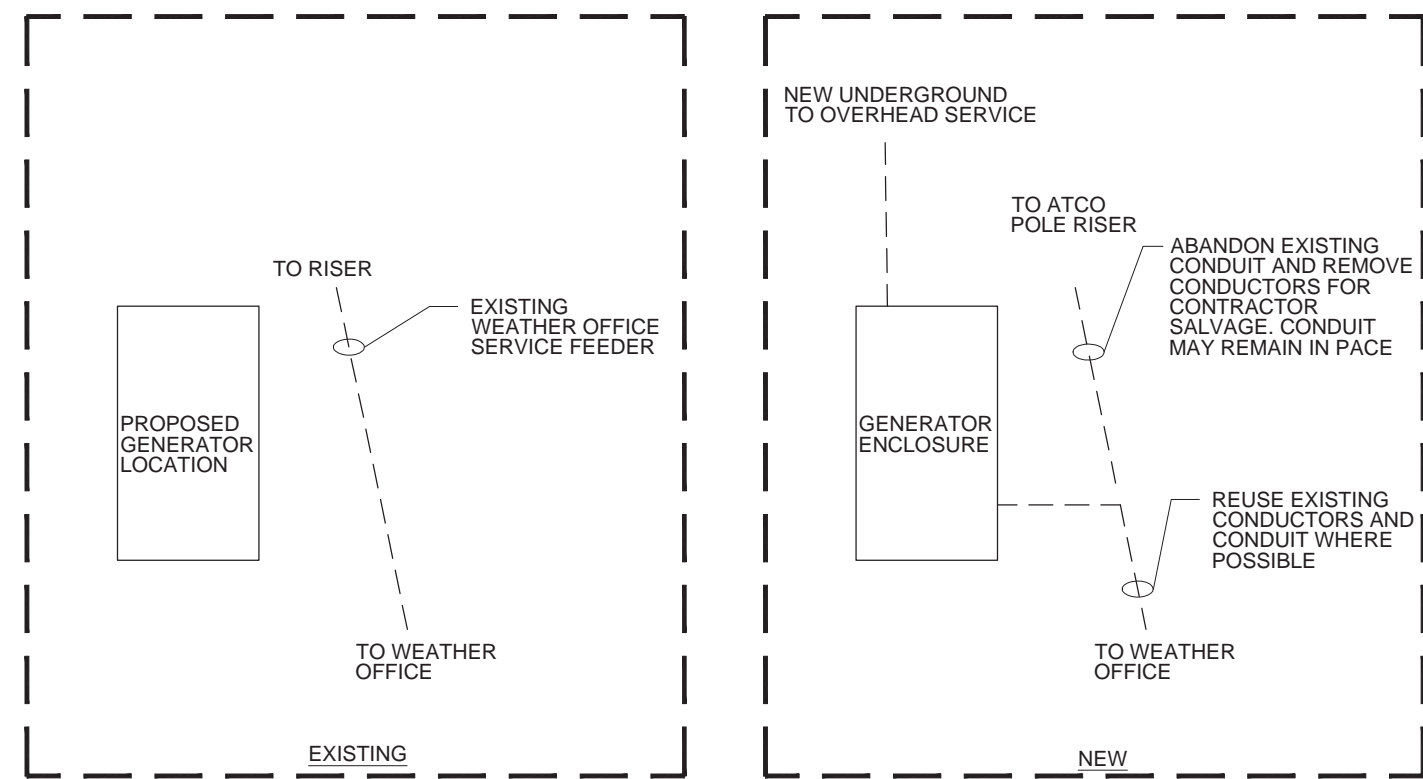 TO RISER
EXISTING
WEATHER OFFICE
SERVICE FEEDER
PROPOSED
GENERATOR
LOCATION
TO WEATHER
OFFICE
EXISTING
NEW UNDERGROUND
TO OVERHEAD SERVICE
TO ATCO
POLE RISER
ABANDON EXISTING
CONDUIT AND REMOVE
CONDUCTORS FOR
CONTRACTOR
SALVAGE. CONDUIT
MAY REMAIN IN PACE
GENERATOR
ENCLOSURE
REUSE EXISTING
CONDUCTORS AND
CONDUIT WHERE
POSSIBLE
TO WEATHER
OFFICE
NEW